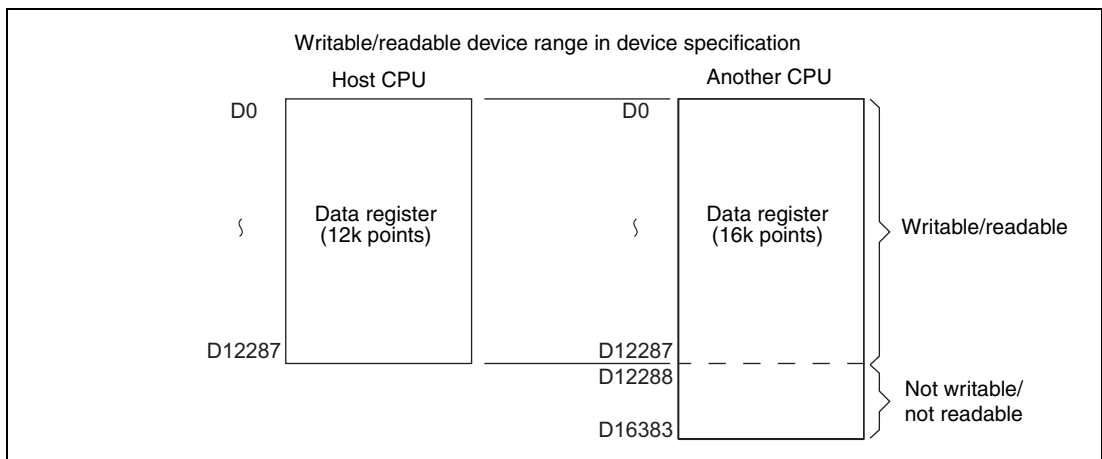 Writable/readable device range in device specification
Host CPU
Another CPU
D0
D0
Data register
(12k points)
Data register
(16k points)
Writable/readable
D12287
D12287
D12288
Not writable/
not readable
D16383